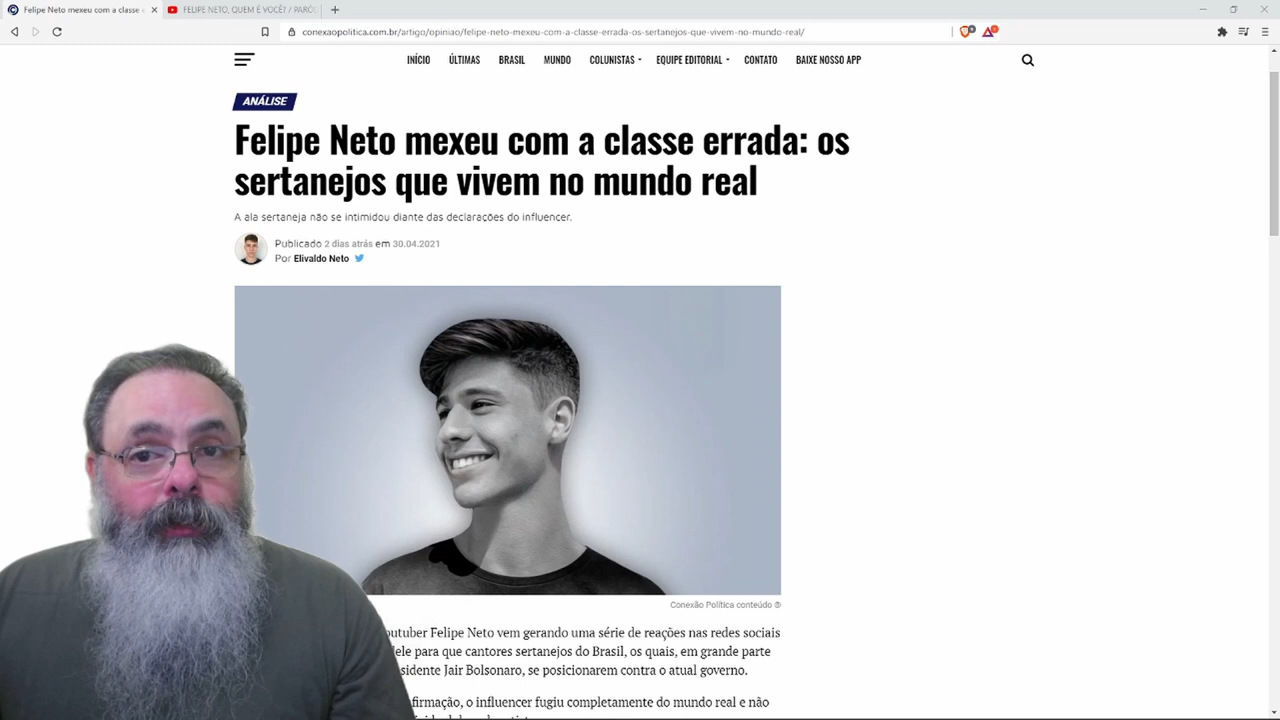 Felipe Neto mexeu com a classe e
FELIPE NETO, QUEM É VOCÊ? / PARÓ
conexaopolitica.com.br/artigo/opiniao/felipe-neto-mexeu-com-a-classe-errada-os-sertanejos-que-vivem-no-mundo-real/
INÍCIO ÚLTIMAS BRASIL MUNDO COLUNISTAS EQUIPE EDITORIAL CONTATO BAIXE NOSSO APP
ANÁLISE
Felipe Neto mexeu com a classe errada: os
sertanejos que vivem no mundo real
A ala sertaneja não se intimidou diante das declarações do influencer.
Publicado 2 dias atrás em 30.04.2021
Por Elivaldo Neto
Conexão Política conteúdo ®
outuber Felipe Neto vem gerando uma série de reações nas redes sociais
ele para que cantores sertanejos do Brasil, os quais, em grande parte
sidente Jair Bolsonaro, se posicionarem contra o atual governo.
firmação, o influencer fugiu completamente do mundo real e não